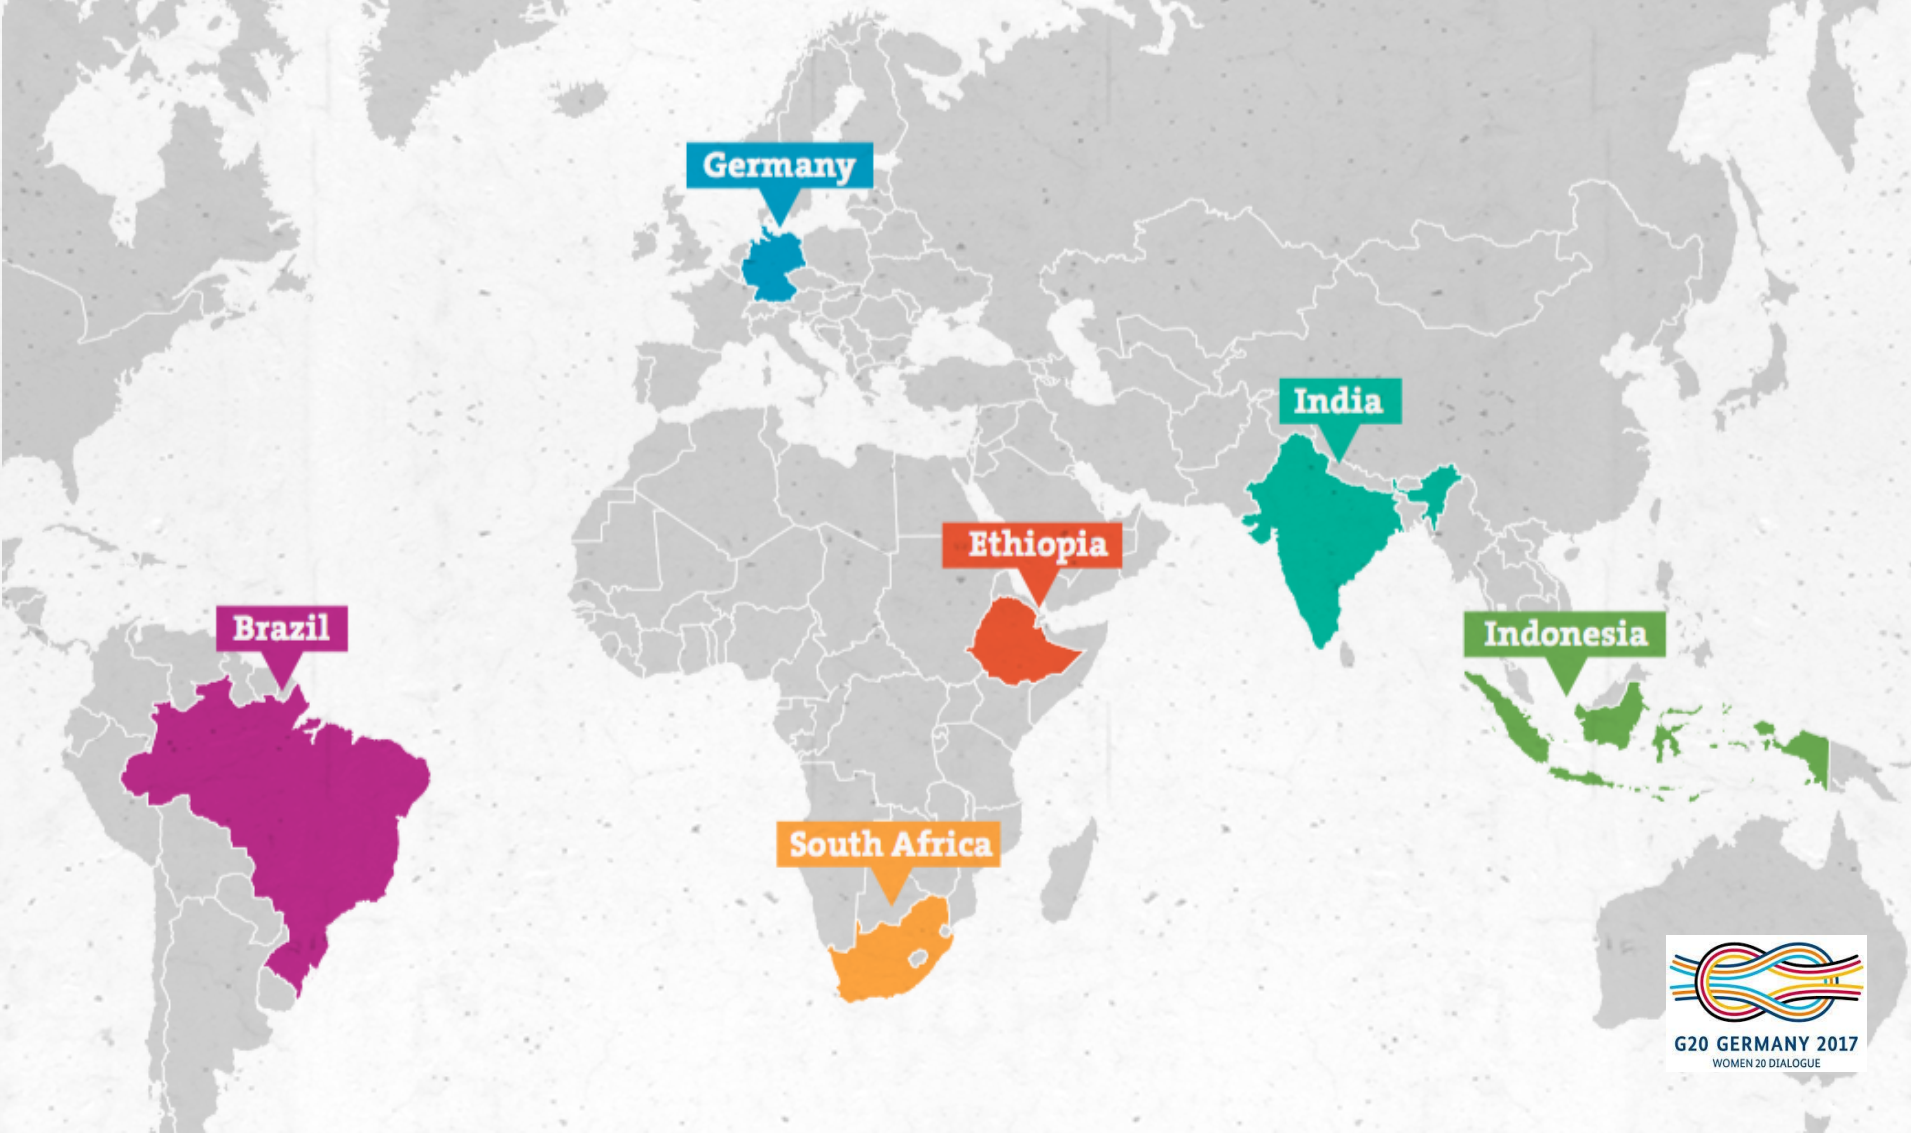 Germany
India
Ethiopia
Brazil
Indonesia
South Africa
G20 GERMANY 2017
WOMEN 20 DIALOGUE